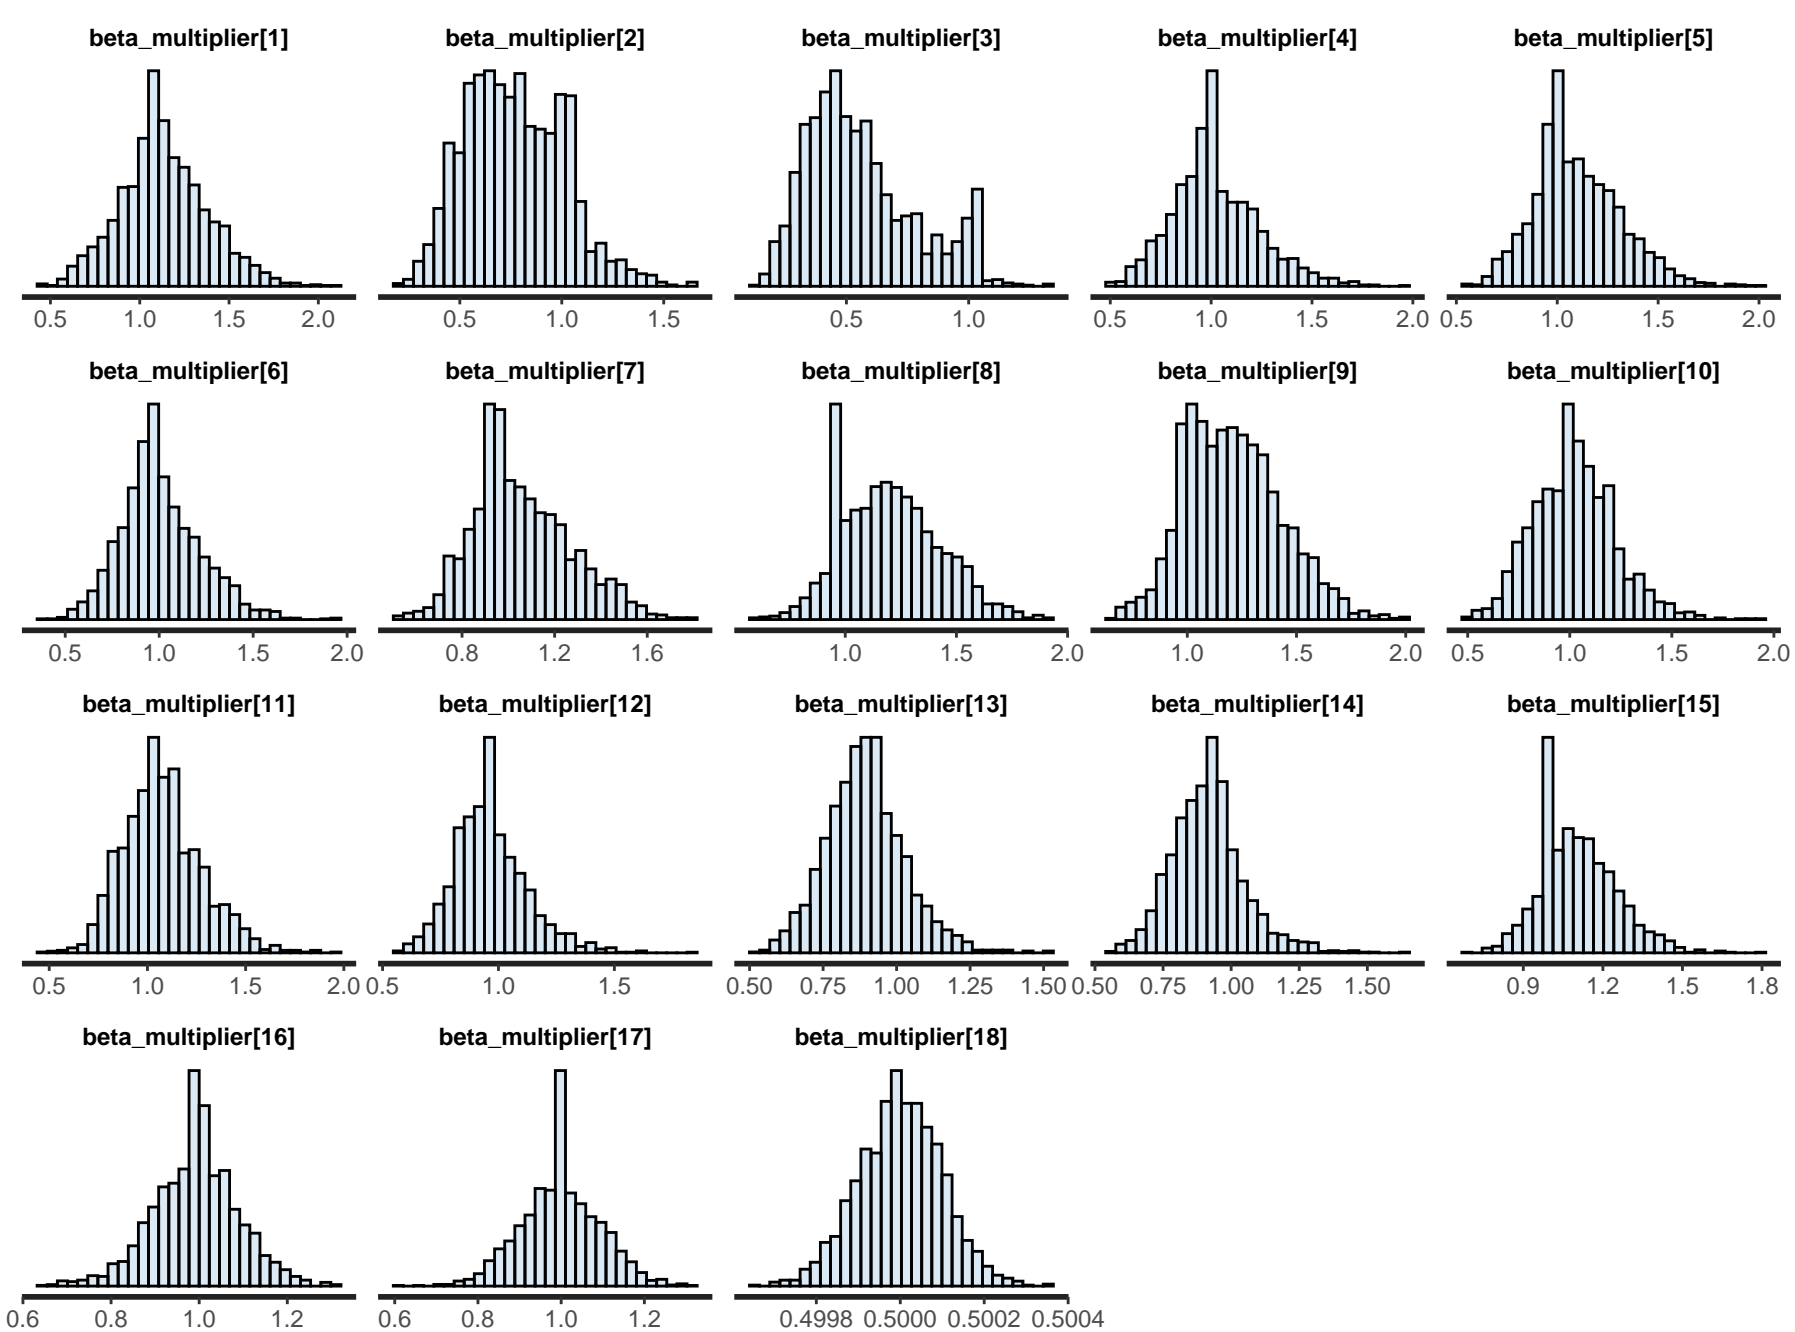 beta_multiplier[1] beta_multiplier[2] beta_multiplier[3] beta_multiplier[4] beta_multiplier[5]
0.5 1.0 1.5 2.0 0.5 1.0 1.5 0.5 1.0 0.5 1.0 1.5 2.0 0.5 1.0 1.5 2.0
beta_multiplier[6] beta_multiplier[7] beta_multiplier[8] beta_multiplier[9] beta_multiplier[10]
0.5 1.0 1.5 2.0 0.8 1.2 1.6 1.0 1.5 2.0 1.0 1.5 2.0 0.5 1.0 1.5 2.0
beta_multiplier[11] beta_multiplier[12] beta_multiplier[13] beta_multiplier[14] beta_multiplier[15]
0.5 1.0 1.5 2.0 0.5 1.0 1.5 0.50 0.75 1.00 1.25 1.50 0.50 0.75 1.00 1.25 1.50 0.9 1.2 1.5 1.8
beta_multiplier[16] beta_multiplier[17] beta_multiplier[18]
0.6 0.8 1.0 1.2 0.6 0.8 1.0 1.2 0.4998 0.5000 0.5002 0.5004